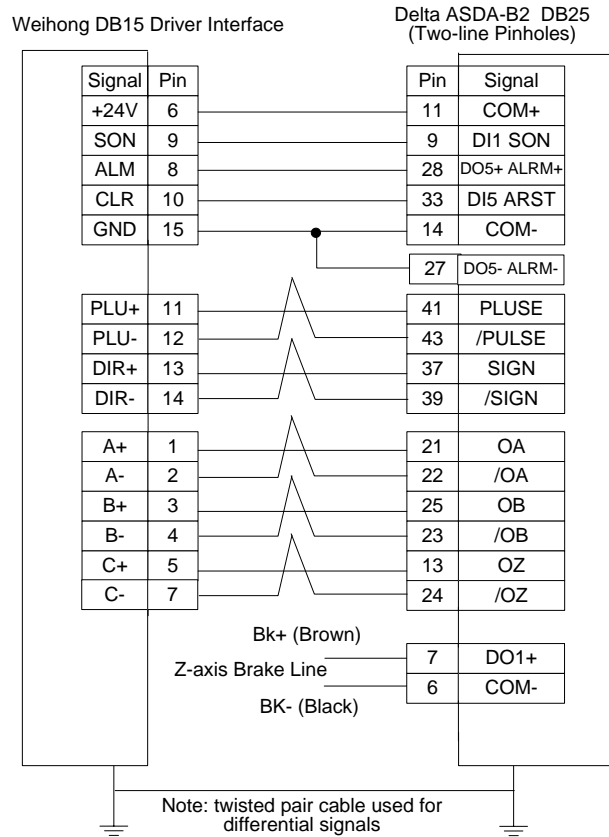 Weihong DB15 Driver Interface
Delta ASDA-B2 DB25
(Two-line Pinholes)
Signal Pin Pin Signal
+24V 6 11 COM+
SON 9 9 DI1 SON
ALM 8 28 DO5+ ALRM+
CLR 10 33 DI5 ARST
GND 15 14 COM-
27 DO5- ALRM-
PLU+ 11 41 PLUSE
PLU- 12 43 /PULSE
DIR+ 13 37 SIGN
DIR- 14 39 /SIGN
A+ 1 21 OA
A- 2 22 /OA
B+ 3 25 OB
B- 4 23 /OB
C+ 5 13 OZ
C- 7 24 /OZ
Bk+ (Brown)
7 DO1+
Z-axis Brake Line
6 COM-
BK- (Black)
Note: twisted pair cable used for
differential signals